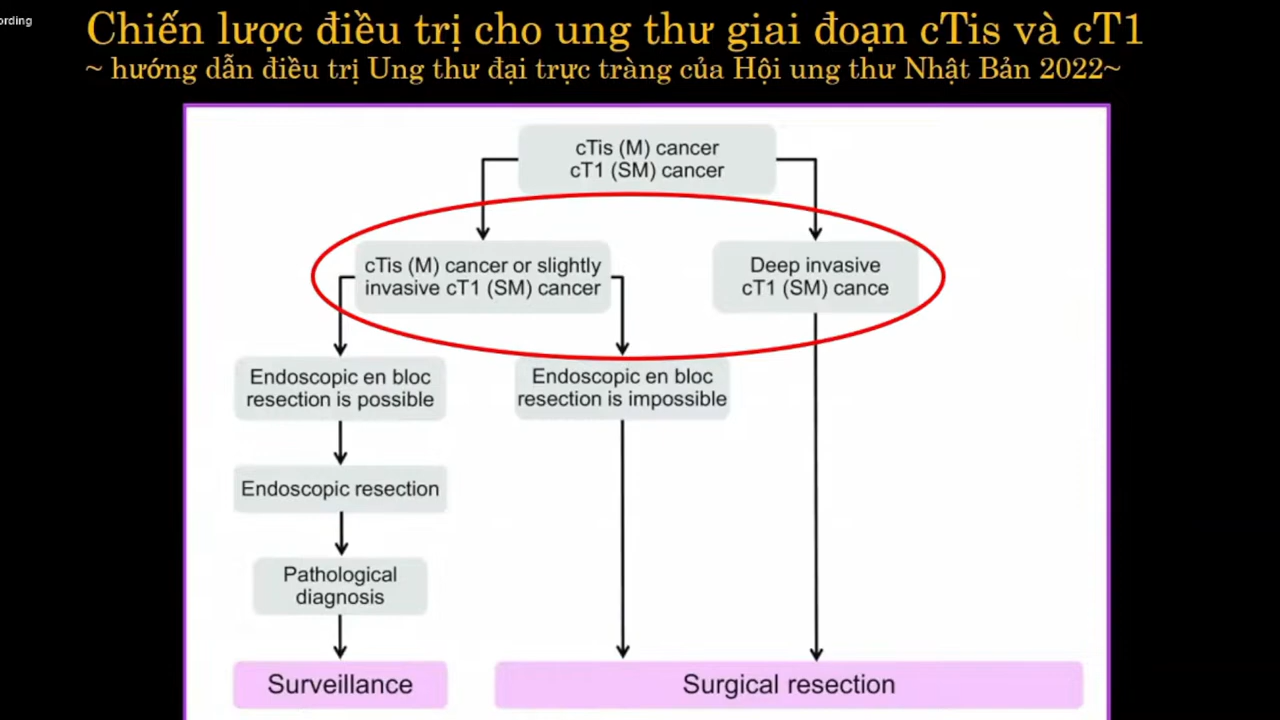 ording
Chiến lược điều trị cho ung thư giai đoạn cTis và cT1
~ hướng dẫn điều trị Ung thư đại trực tràng của Hội ung thư Nhật Bản 2022~
cTis (M) cancer
cT1 (SM) cancer
cTis (M) cancer or slightly
invasive cT1 (SM) cancer
Deep invasive
cT1 (SM) cance
Endoscopic en bloc
resection is possible
Endoscopic en bloc
resection is impossible
Endoscopic resection
Pathological
diagnosis
Surveillance
Surgical resection